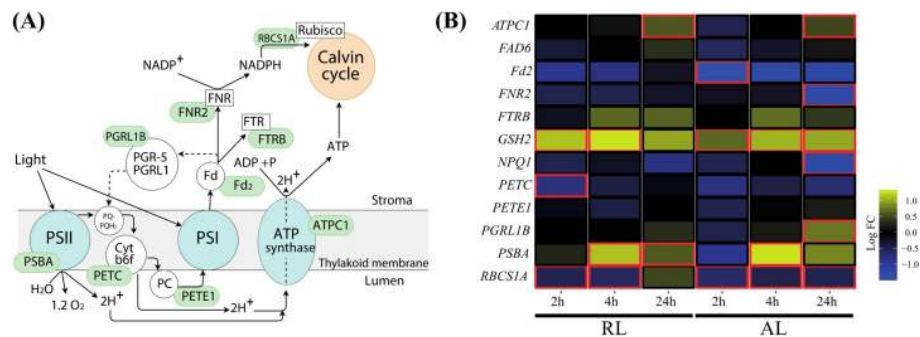 (A)
RBCS1A
Rubisco
Calvin
cycle
NADP+
NADPH
FNR
FNR2
FTR
FTRB
PGRL1B
PGR-5
PGRL1
ATP
Light
ADP +P
Fd
Fd2
2H+
Stroma
PSII
PQ-
PQH2
PSI
ATP
synthase
ATPC1
Cyt
b6f
PSBA
PETC
PC
PETE1
Thylakoid membrane
Lumen
H2O
1.2 O2
2H+
2H+
(B)
ATPC1
FAD6
Fd2
FNR2
FTRB
GSH2
NPQ1
PETC
PETE1
PGRL1B
PSBA
RBCS1A
2h 4h 24h 2h 4h 24h
RL AL
Log FC
1.0
0.5
0.0
−0.5
−1.0